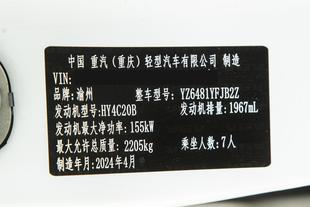 中国 重汽(重庆)轻型汽车有限公司 制造
VIN:
品牌:渝州 整车型号:YZ6481YFJB2Z
发动机型号:HY4C20B 发动机排量:1967mL
发动机最大净功率:155kW
最大允许总质量:2205kg 乘坐人数:7人
制造年月:2024年4月